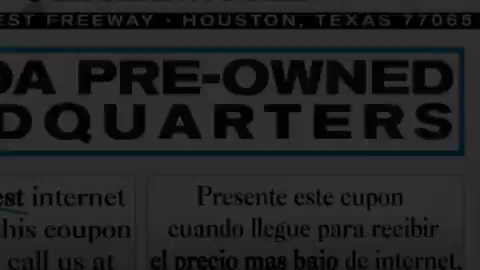 EST FREEWAY • HOUSTON, TEXAS 77065
DA PRE-OWNED
DQUARTERS
est internet
his coupon
call us at
Presente este cupon
cuando llegue para recibir
el precio mas bajo de internet.